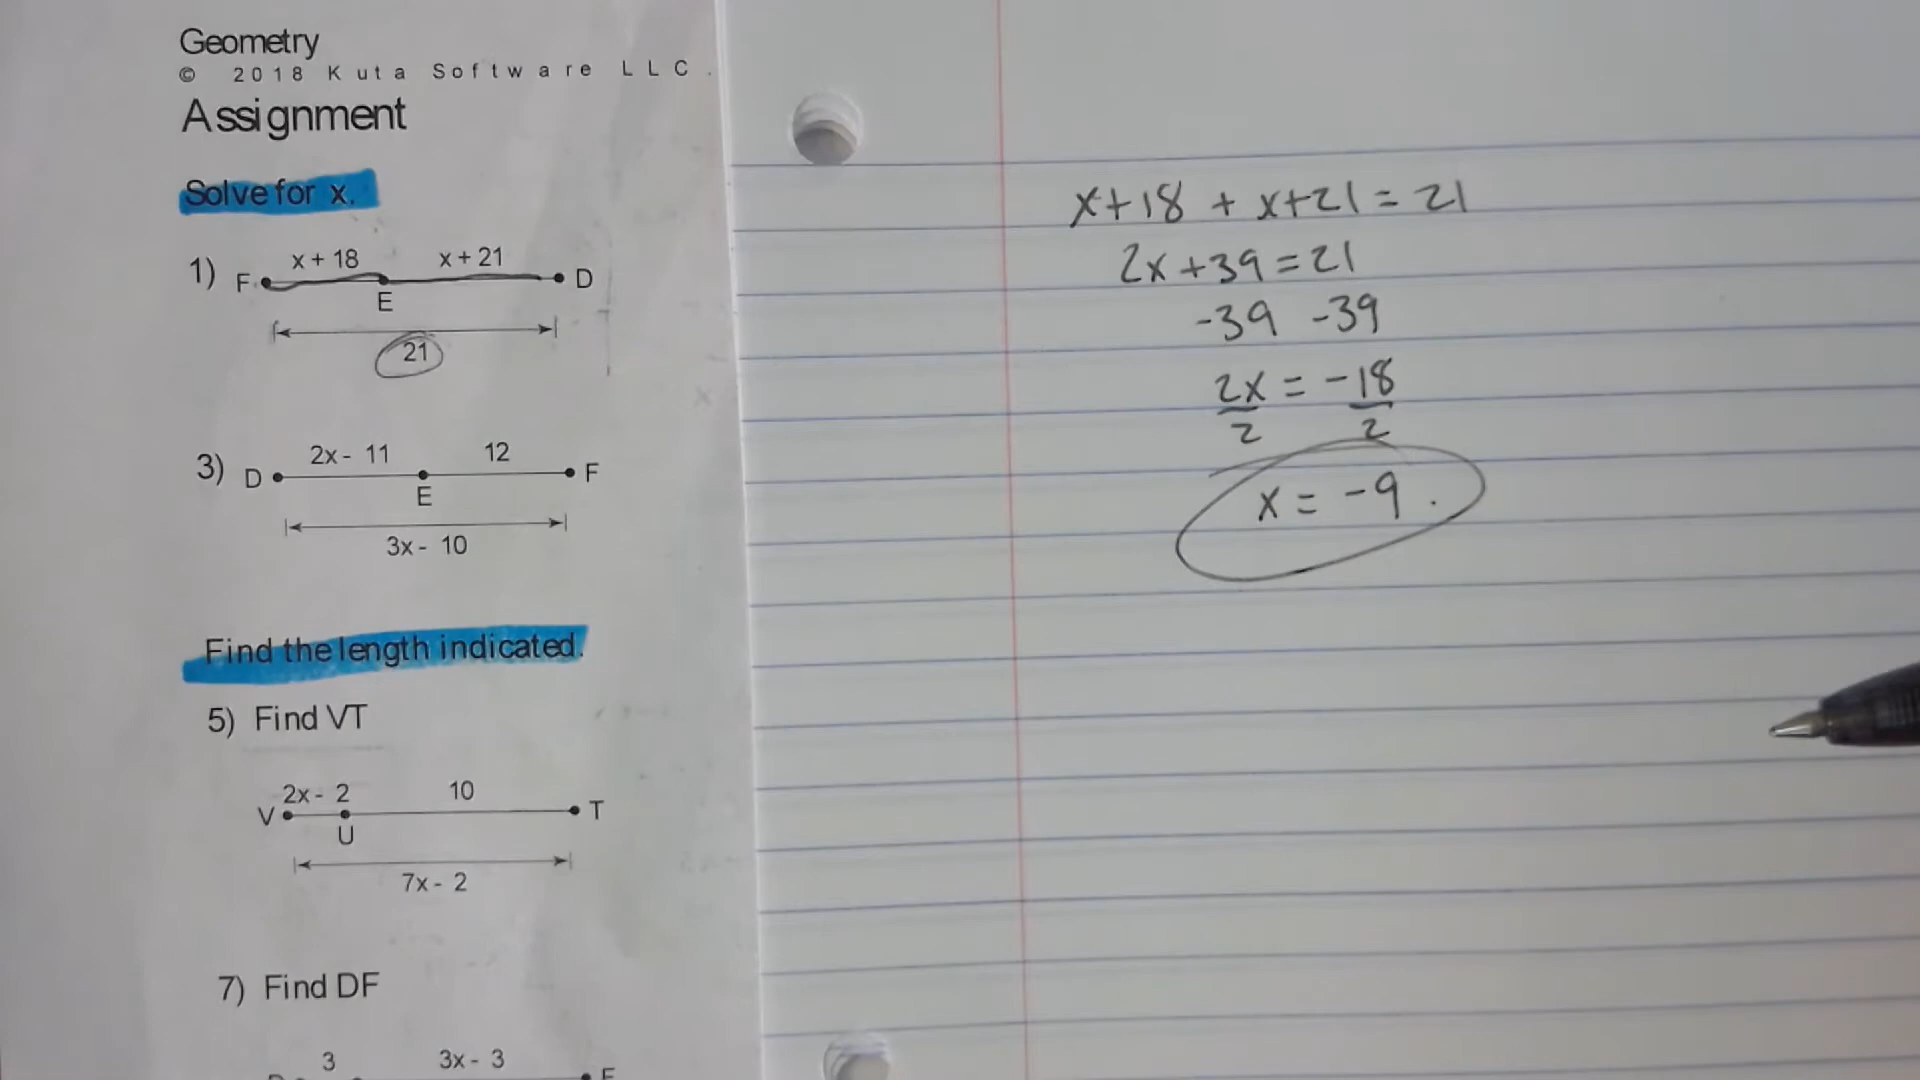 Geometry
© 2018 Kuta Software LLC.
Assignment
Solve for x.
1) F x + 18 x + 21 D
E
21
3) D 2x - 11 12 F
E
3x - 10
Find the length indicated.
5) Find VT
2x - 2 10
V T
U
7x - 2
7) Find DF
3 3x - 3
x+18 + x+21 = 21
2x +39 = 21
-39 -39
2x = -18
2 2
x = -9.